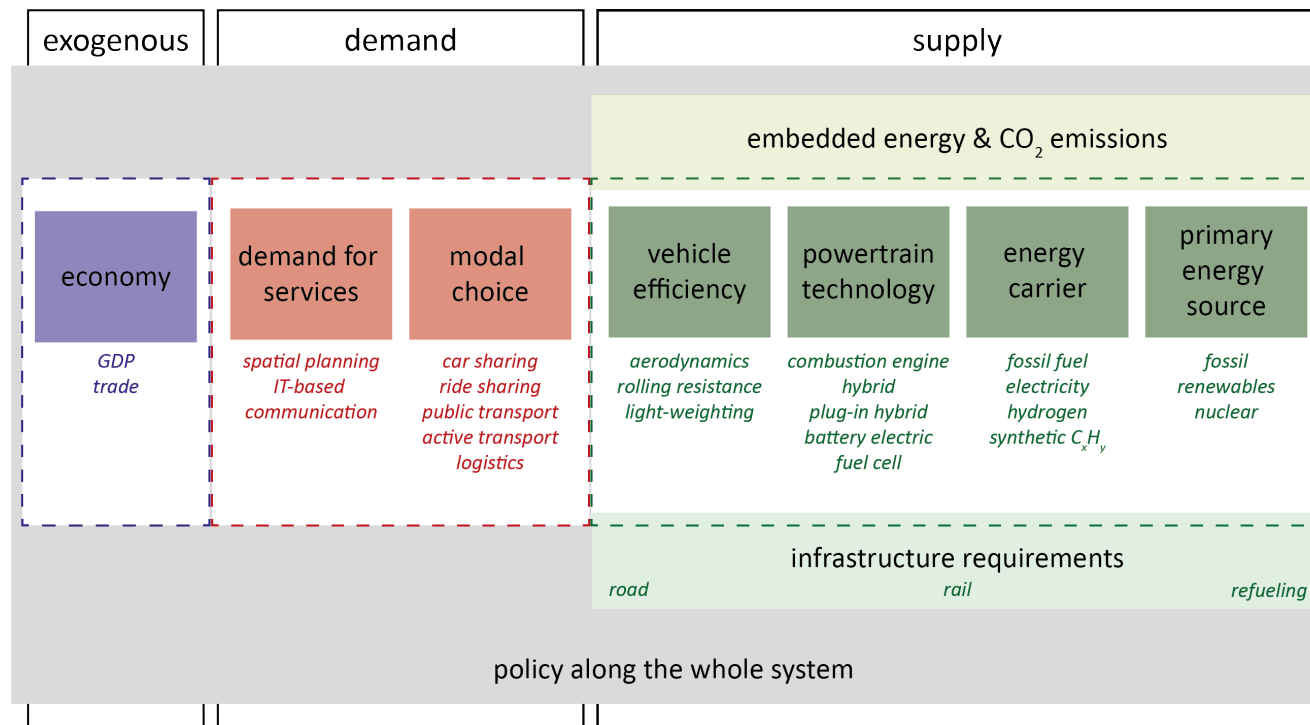 exogenous
demand
supply
embedded energy & CO₂ emissions
economy
GDP
trade
demand for
services
spatial planning
IT-based
communication
modal
choice
car sharing
ride sharing
public transport
active transport
logistics
vehicle
efficiency
aerodynamics
rolling resistance
light-weighting
powertrain
technology
combustion engine
hybrid
plug-in hybrid
battery electric
fuel cell
energy
carrier
fossil fuel
electricity
hydrogen
synthetic CₓHᵧ
primary
energy
source
fossil
renewables
nuclear
infrastructure requirements
road
rail
refueling
policy along the whole system